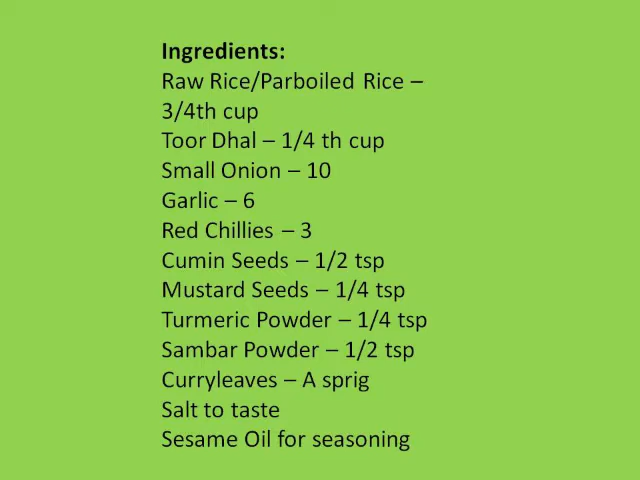 Ingredients:
Raw Rice/Parboiled Rice –
3/4th cup
Toor Dhal – 1/4 th cup
Small Onion – 10
Garlic – 6
Red Chillies – 3
Cumin Seeds – 1/2 tsp
Mustard Seeds – 1/4 tsp
Turmeric Powder – 1/4 tsp
Sambar Powder – 1/2 tsp
Curryleaves – A sprig
Salt to taste
Sesame Oil for seasoning